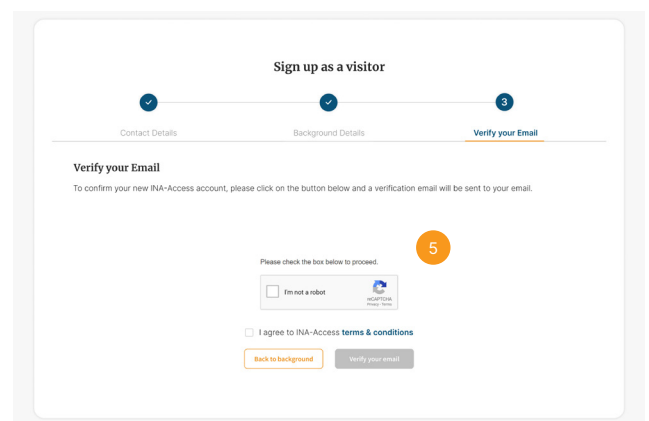 Sign up as a visitor
3
Contact Details
Background Details
Verify your Email
Verify your Email
To confirm your new INA-Access account, please click on the button below and a verification email will be sent to your email.
5
Please check the box below to proceed.
I'm not a robot
reCAPTCHA
Privacy - Terms
I agree to INA-Access terms & conditions
Back to background
Verify your email